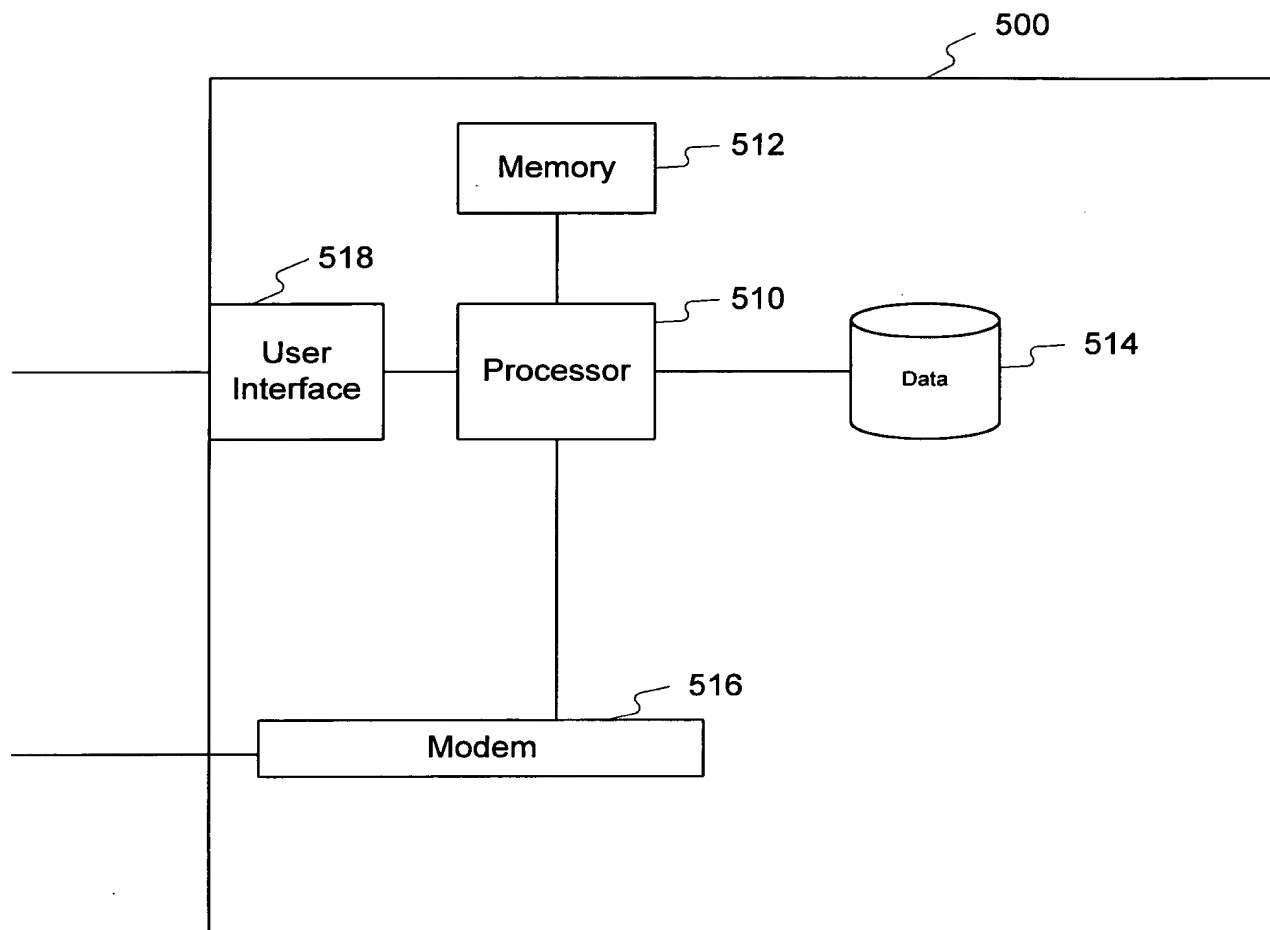 500
Memory
512
518
510
User
Interface
Processor
Data
514
516
Modem